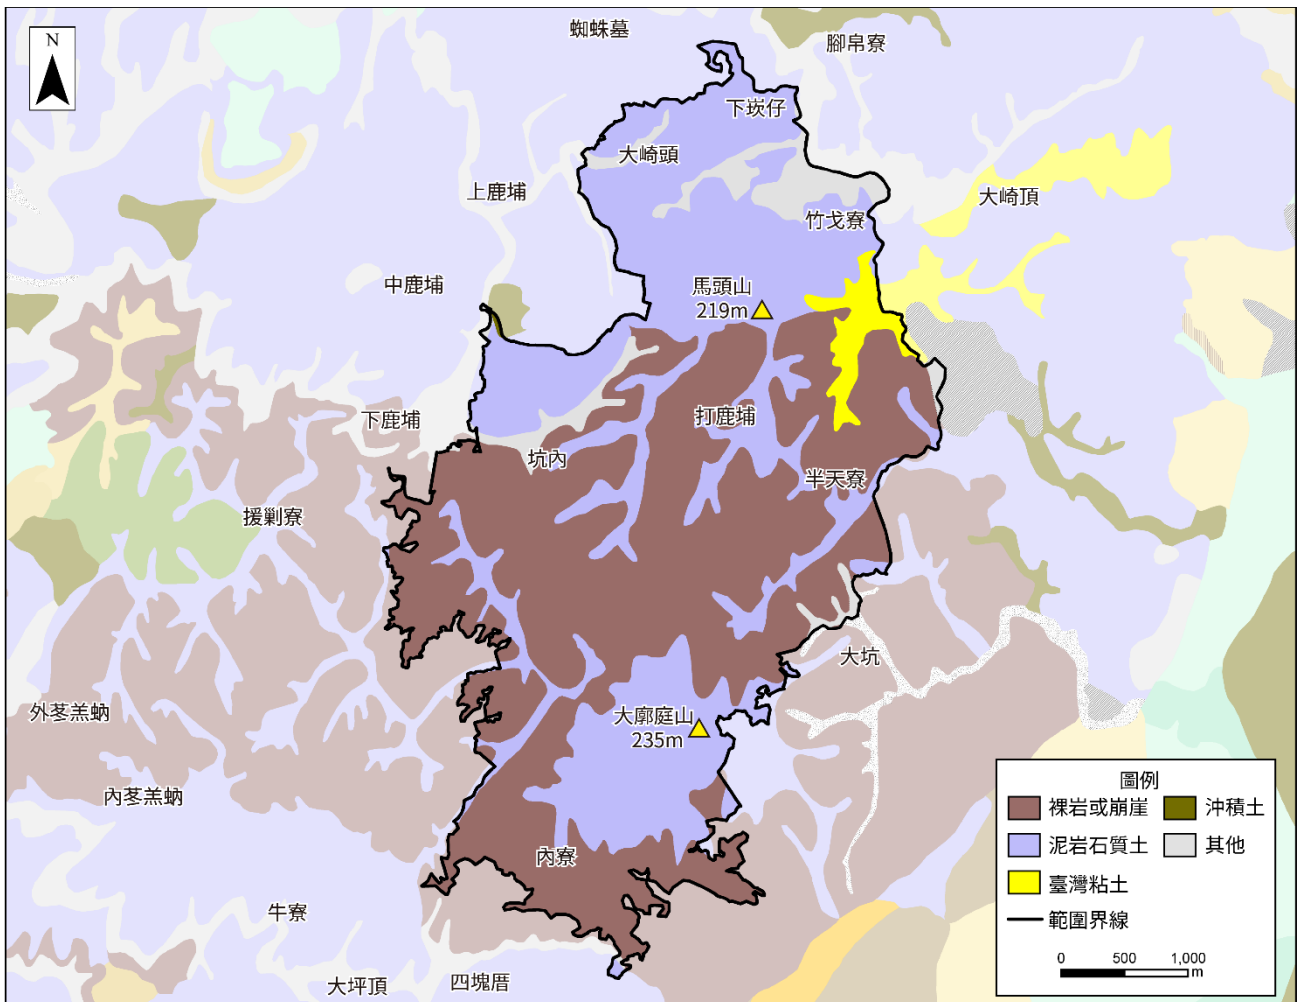 N
蜘蛛墓
腳帛寮
下崁仔
大崎頭
上鹿埔
大崎頂
竹戈寮
中鹿埔
馬頭山
219m
下鹿埔
打鹿埔
坑內
半天寮
援剿寮
大坑
外茎羔蚋
大廓庭山
235m
內茎羔蚋
內寮
牛寮
大坪頂
四塊厝
圖例
裸岩或崩崖
沖積土
泥岩石質土
其他
臺灣粘土
範圍界線
0 500 1,000
m